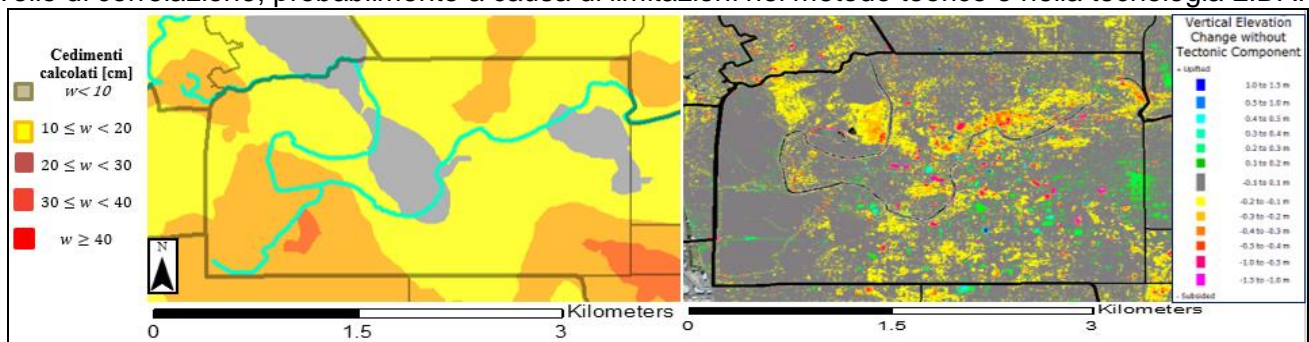 Cedimenti
calcolati [cm]
w< 10
10 ≤ w < 20
20 ≤ w < 30
30 ≤ w < 40
w ≥ 40
N
Kilometers
0 1.5 3
Kilometers
0 1.5 3
Vertical Elevation
Change without
Tectonic Component
+ Uplifted
1.0 to 1.5 m
0.5 to 1.0 m
0.4 to 0.5 m
0.3 to 0.4 m
0.2 to 0.3 m
0.1 to 0.2 m
-0.1 to 0.1 m
-0.2 to -0.1 m
-0.3 to -0.2 m
-0.4 to -0.3 m
-0.5 to -0.4 m
-1.0 to -0.5 m
-1.5 to -1.0 m
- Subsided